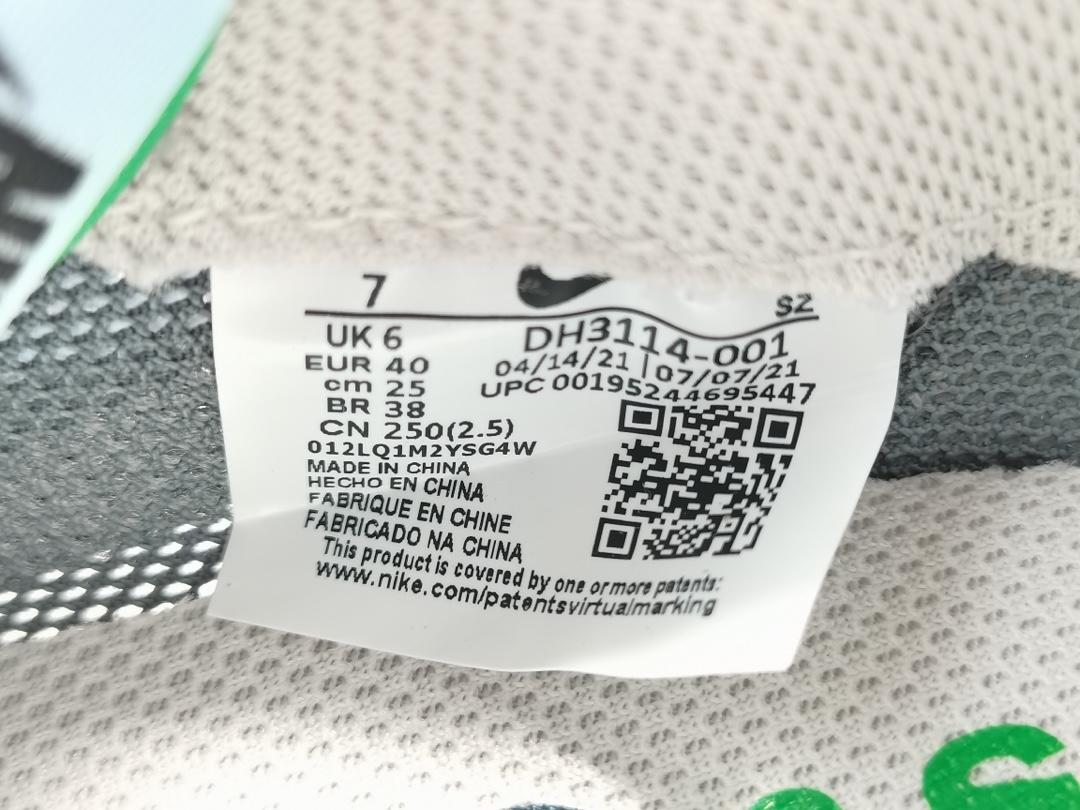 7
S2
UK 6
EUR 40
cm 25
BR 38
CN 250(2.5)
DH3114-001
04/14/21 | 07/07/21
UPC 00195244695447
012LQ1M2YSG4W
MADE IN CHINA
HECHO EN CHINA
FABRIQUE EN CHINE
FABRICADO NA CHINA
This product is covered by one or more patents:
www.nike.com/patentsvirtualmarking